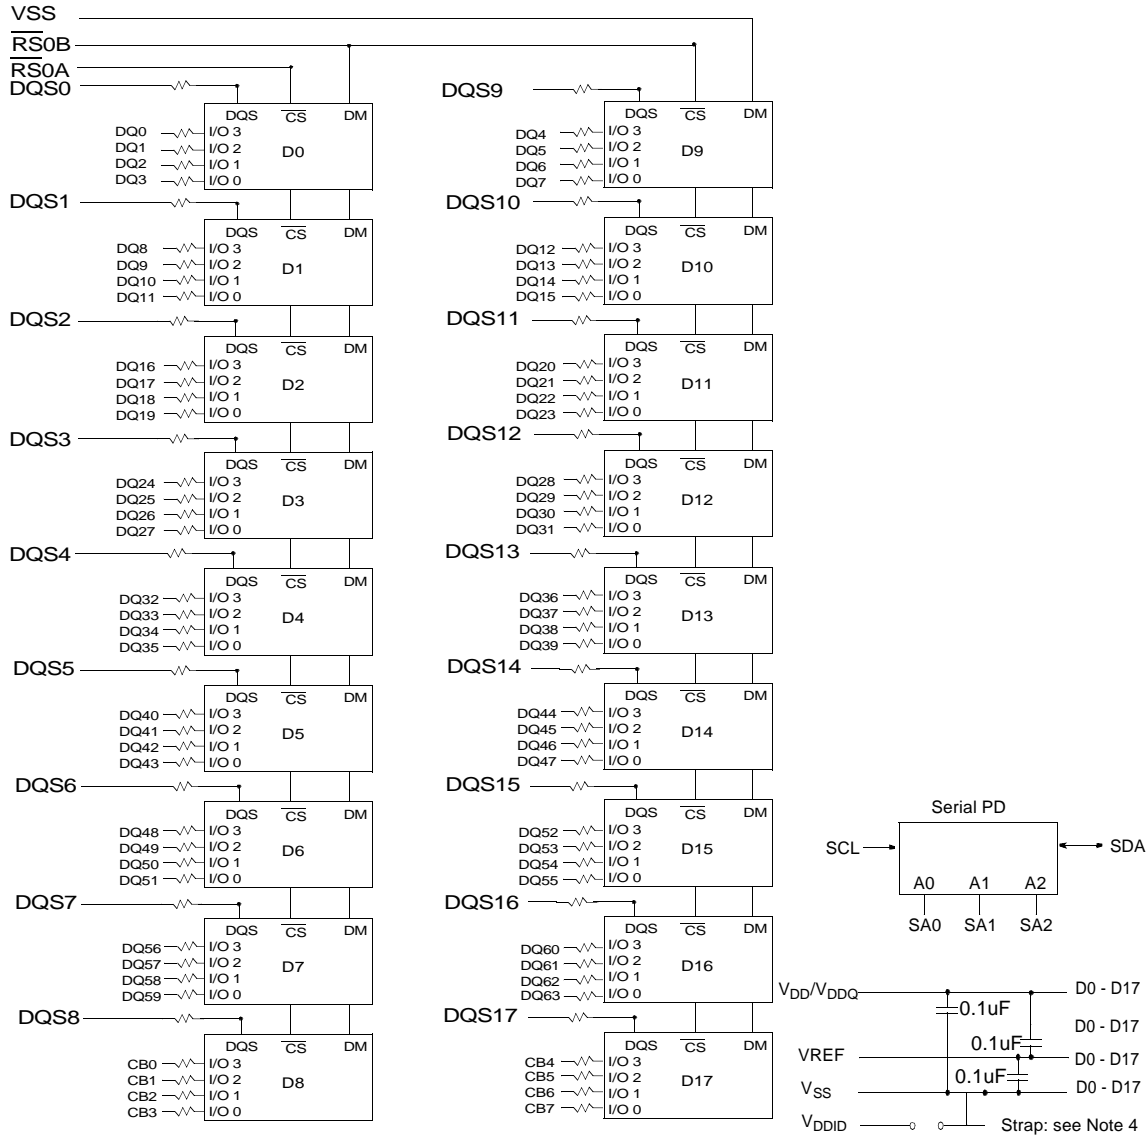 VSS
RS0B
RS0A
DQS0
DQS CS DM
DQ0 I/O 3
DQ1 I/O 2
DQ2 I/O 1
DQ3 I/O 0
D0
DQS1
DQS CS DM
DQ8 I/O 3
DQ9 I/O 2
DQ10 I/O 1
DQ11 I/O 0
D1
DQS2
DQS CS DM
DQ16 I/O 3
DQ17 I/O 2
DQ18 I/O 1
DQ19 I/O 0
D2
DQS3
DQS CS DM
DQ24 I/O 3
DQ25 I/O 2
DQ26 I/O 1
DQ27 I/O 0
D3
DQS4
DQS CS DM
DQ32 I/O 3
DQ33 I/O 2
DQ34 I/O 1
DQ35 I/O 0
D4
DQS5
DQS CS DM
DQ40 I/O 3
DQ41 I/O 2
DQ42 I/O 1
DQ43 I/O 0
D5
DQS6
DQS CS DM
DQ48 I/O 3
DQ49 I/O 2
DQ50 I/O 1
DQ51 I/O 0
D6
DQS7
DQS CS DM
DQ56 I/O 3
DQ57 I/O 2
DQ58 I/O 1
DQ59 I/O 0
D7
DQS8
DQS CS DM
CB0 I/O 3
CB1 I/O 2
CB2 I/O 1
CB3 I/O 0
D8
DQS9
DQS CS DM
DQ4 I/O 3
DQ5 I/O 2
DQ6 I/O 1
DQ7 I/O 0
D9
DQS10
DQS CS DM
DQ12 I/O 3
DQ13 I/O 2
DQ14 I/O 1
DQ15 I/O 0
D10
DQS11
DQS CS DM
DQ20 I/O 3
DQ21 I/O 2
DQ22 I/O 1
DQ23 I/O 0
D11
DQS12
DQS CS DM
DQ28 I/O 3
DQ29 I/O 2
DQ30 I/O 1
DQ31 I/O 0
D12
DQS13
DQS CS DM
DQ36 I/O 3
DQ37 I/O 2
DQ38 I/O 1
DQ39 I/O 0
D13
DQS14
DQS CS DM
DQ44 I/O 3
DQ45 I/O 2
DQ46 I/O 1
DQ47 I/O 0
D14
DQS15
DQS CS DM
DQ52 I/O 3
DQ53 I/O 2
DQ54 I/O 1
DQ55 I/O 0
D15
DQS16
DQS CS DM
DQ60 I/O 3
DQ61 I/O 2
DQ62 I/O 1
DQ63 I/O 0
D16
DQS17
DQS CS DM
CB4 I/O 3
CB5 I/O 2
CB6 I/O 1
CB7 I/O 0
D17
Serial PD
SCL SDA
A0 A1 A2
SA0 SA1 SA2
VDD/VDDQ D0 - D17
0.1uF
D0 - D17
0.1uF
VREF D0 - D17
0.1uF
VSS D0 - D17
VDDID Strap: see Note 4